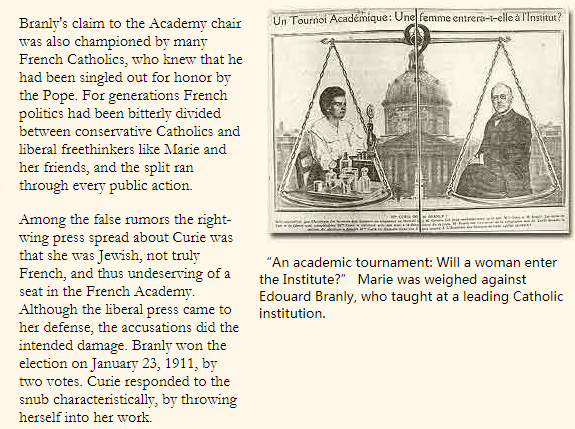 Branly's claim to the Academy chair
was also championed by many
French Catholics, who knew that he
had been singled out for honor by
the Pope. For generations French
politics had been bitterly divided
between conservative Catholics and
liberal freethinkers like Marie and
her friends, and the split ran
through every public action.
Among the false rumors the right-
wing press spread about Curie was
that she was Jewish, not truly
French, and thus undeserving of a
seat in the French Academy.
Although the liberal press came to
her defense, the accusations did the
intended damage. Branly won the
election on January 23, 1911, by
two votes. Curie responded to the
snub characteristically, by throwing
herself into her work.
Un Tournoi Académique: Une femme entrera-t-elle à l'Institut?
“An academic tournament: Will a woman enter
the Institute?” Marie was weighed against
Edouard Branly, who taught at a leading Catholic
institution.